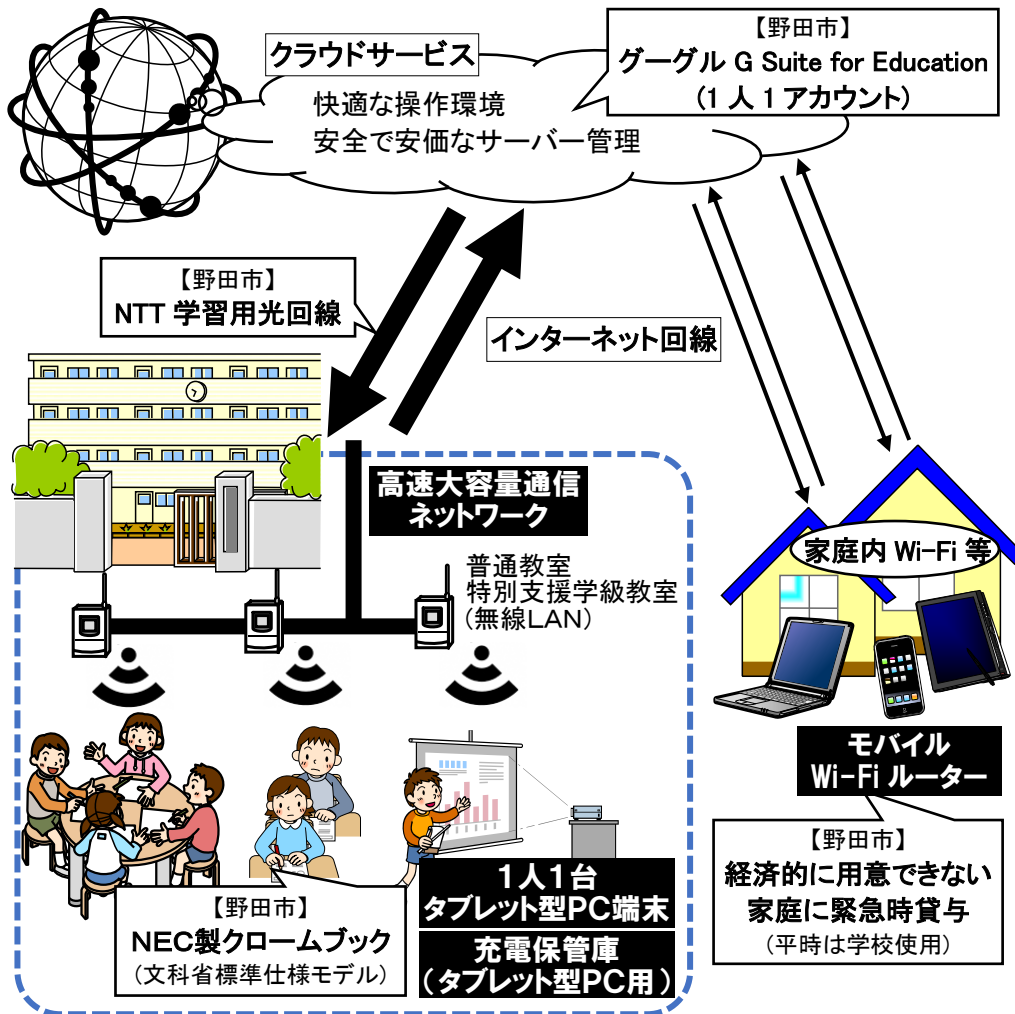 クラウドサービス
快適な操作環境
安全で安価なサーバー管理
【野田市】
グーグル G Suite for Education
(1 人 1 アカウント)
【野田市】
NTT 学習用光回線
インターネット回線
高速大容量通信
ネットワーク
普通教室
特別支援学級教室
(無線LAN)
家庭内 Wi-Fi 等
モバイル
Wi-Fi ルーター
【野田市】
経済的に用意できない
家庭に緊急時貸与
(平時は学校使用)
【野田市】
NEC製クロームブック
(文科省標準仕様モデル)
1人1台
タブレット型PC端末
充電保管庫
(タブレット型PC用)